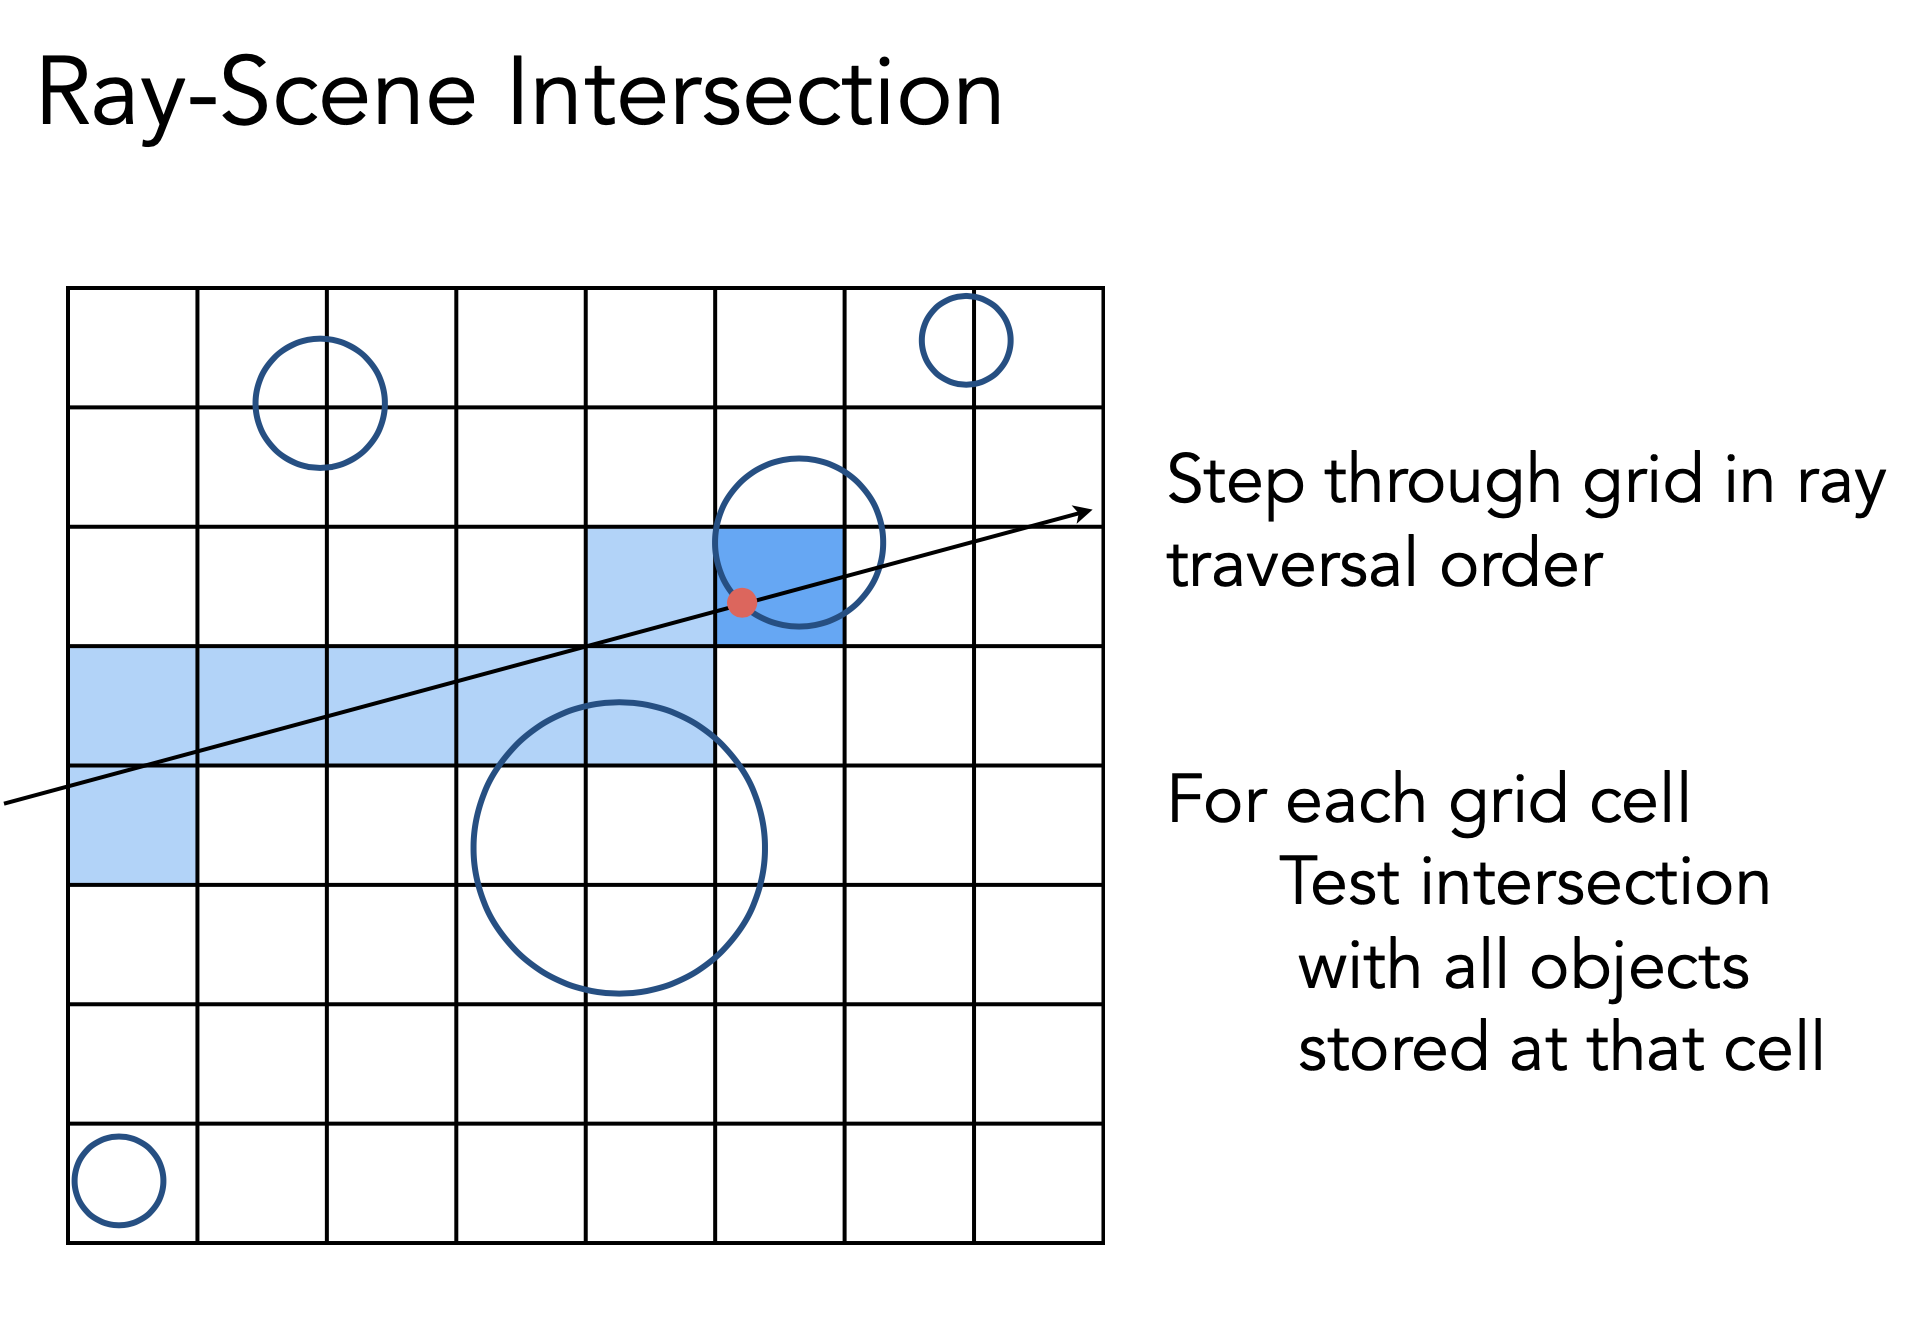 Ray-Scene Intersection
Step through grid in ray
traversal order
For each grid cell
Test intersection
with all objects
stored at that cell